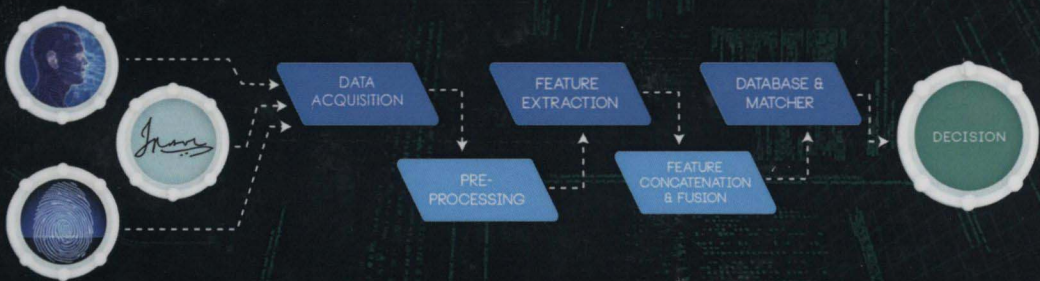 DATA
ACQUISITION
PRE-
PROCESSING
FEATURE
EXTRACTION
FEATURE
CONCATENATION
& FUSION
DATABASE &
MATCHER
DECISION